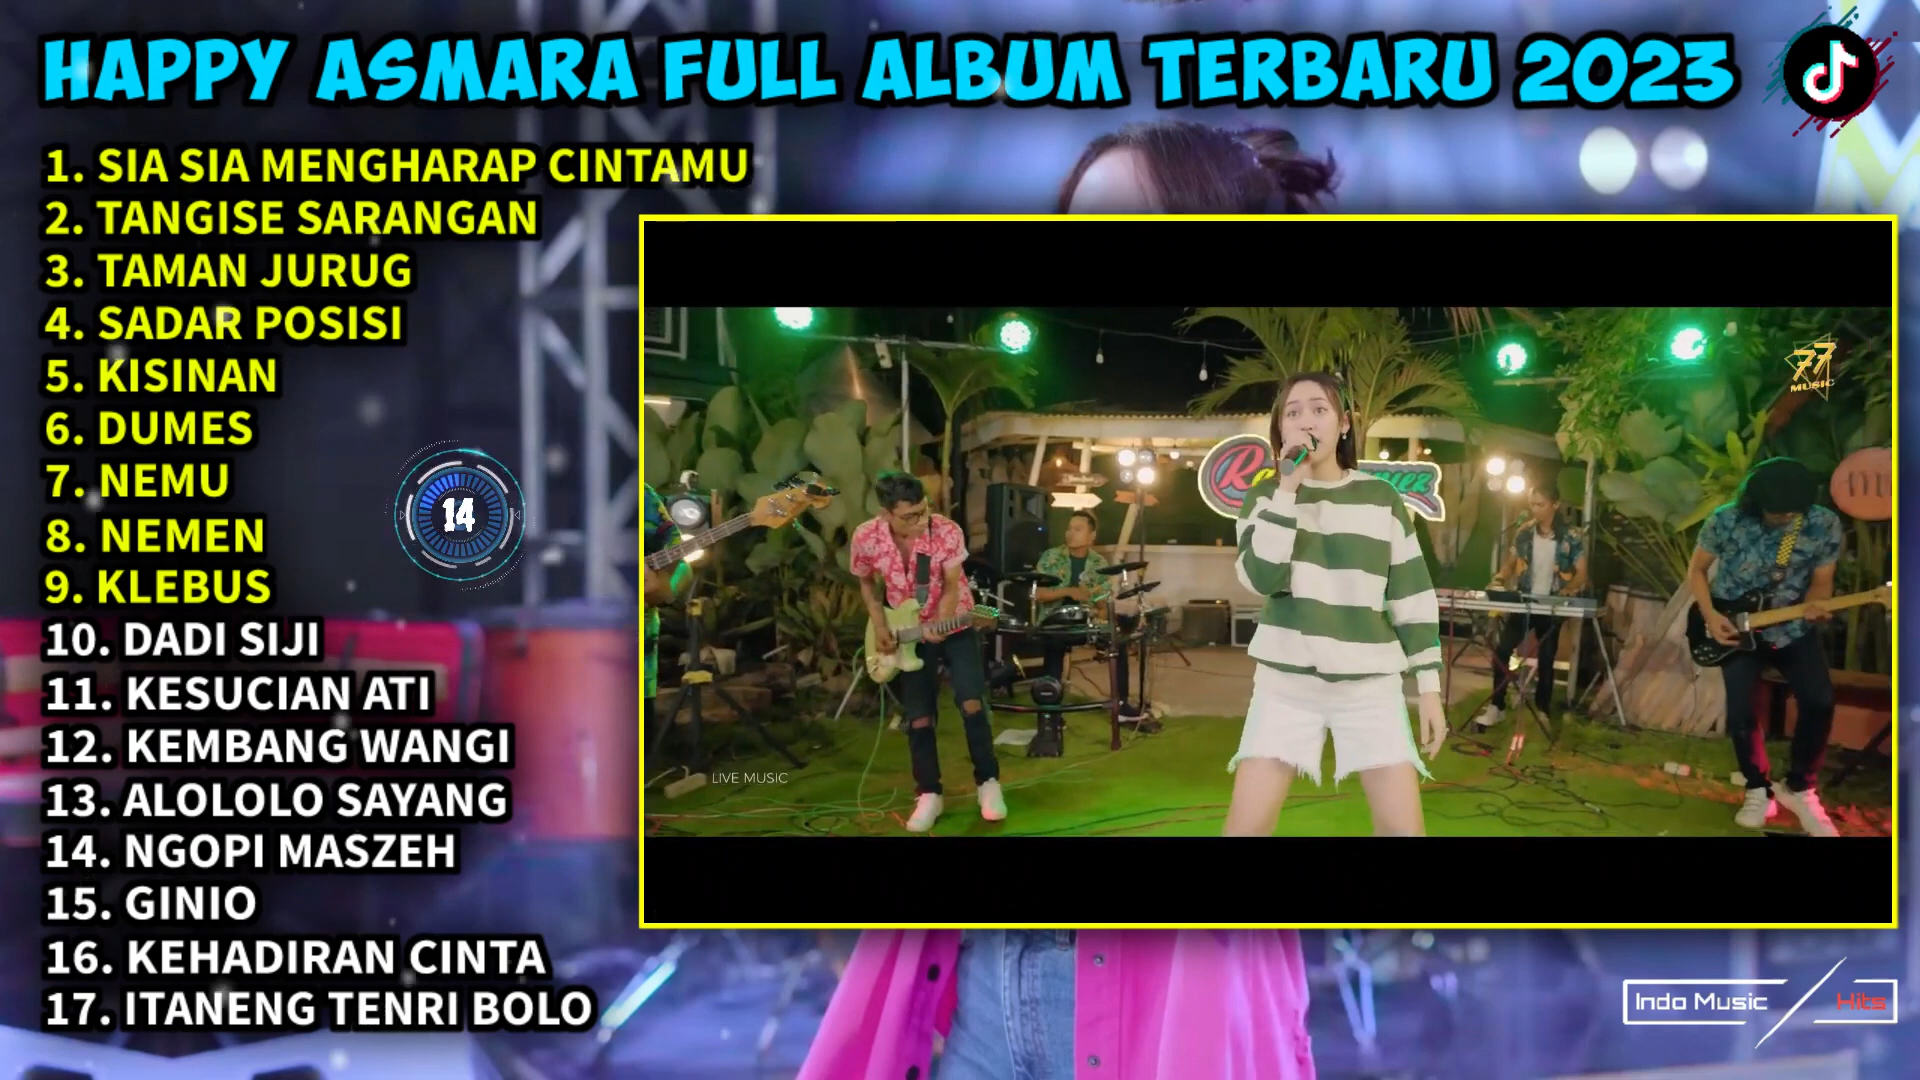 HAPPY ASMARA FULL ALBUM TERBARU 2023
1. SIA SIA MENGHARAP CINTAMU
2. TANGISE SARANGAN
3. TAMAN JURUG
4. SADAR POSISI
5. KISINAN
6. DUMES
7. NEMU
8. NEMEN
9. KLEBUS
10. DADI SIJI
11. KESUCIAN ATI
12. KEMBANG WANGI
13. ALOLOLO SAYANG
14. NGOPI MASZEH
15. GINIO
16. KEHADIRAN CINTA
17. ITANENG TENRI BOLO
14
77
MUSIC
LIVE MUSIC
Indo Music Hits